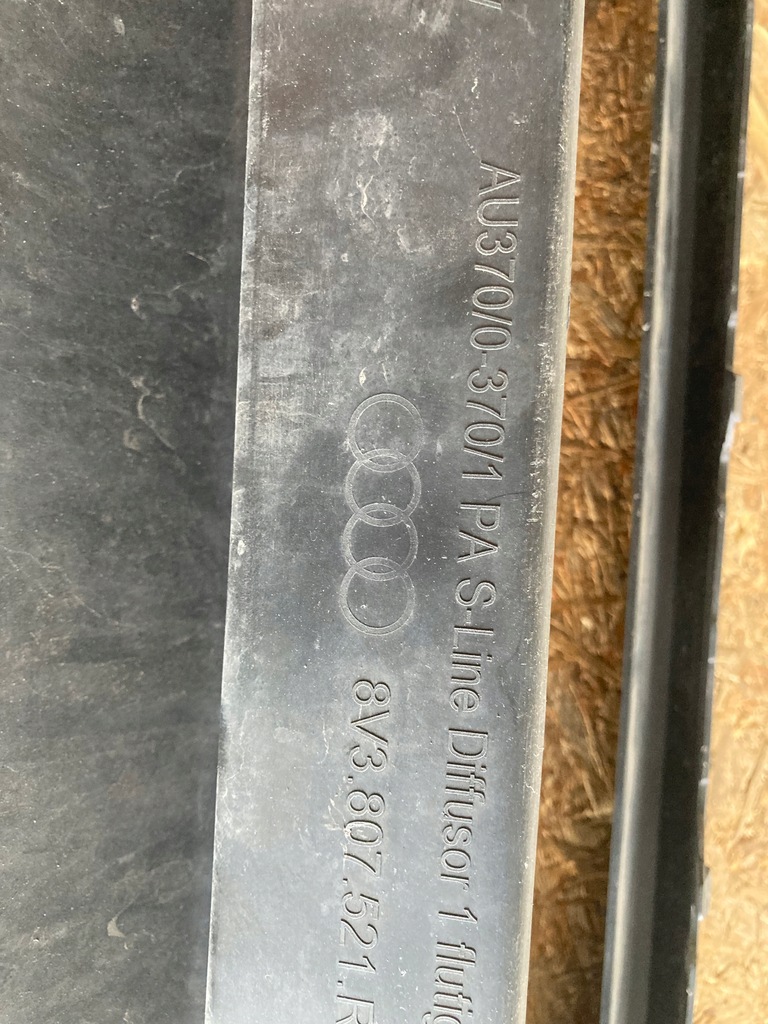 AU370/0-370/1 PA S-Line Diffusor 1 flutig
8V3.807.521.R